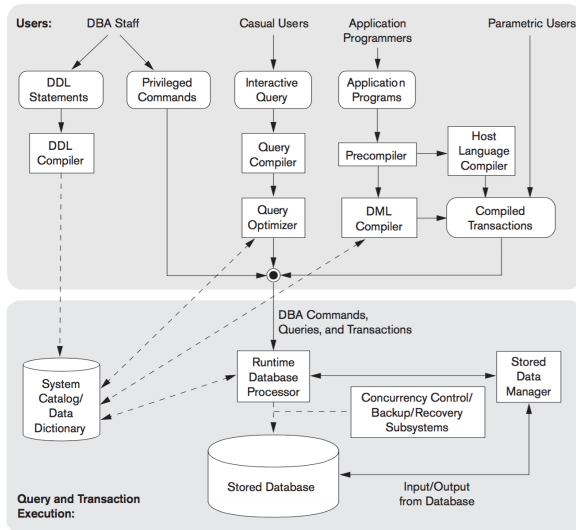 Users:
DBA Staff
Casual Users
Application
Programmers
Parametric Users
DDL
Statements
Privileged
Commands
Interactive
Query
Application
Programs
DDL
Compiler
Query
Compiler
Precompiler
Host
Language
Compiler
Query
Optimizer
DML
Compiler
Compiled
Transactions
DBA Commands,
Queries, and Transactions
System
Catalog/
Data
Dictionary
Runtime
Database
Processor
Stored
Data
Manager
Concurrency Control/
Backup/Recovery
Subsystems
Stored Database
Input/Output
from Database
Query and Transaction
Execution: